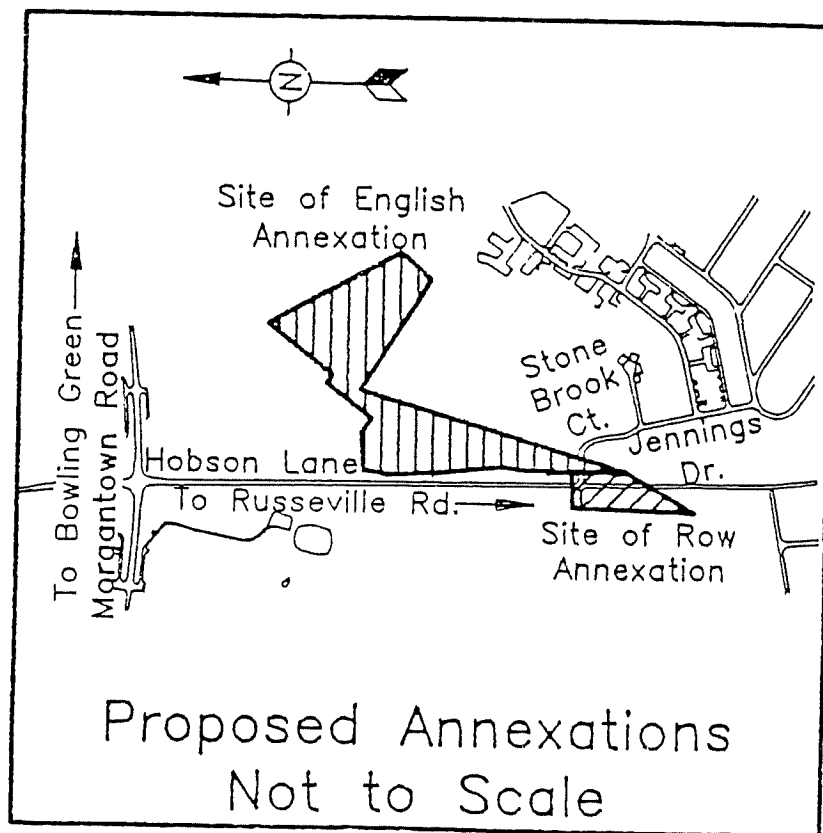 N
Site of English
Annexation
To Bowling Green
Morgantown Road
Stone
Brook
Ct.
Jennings
Dr.
Hobson Lane
To Russeville Rd.
Site of Row
Annexation
Proposed Annexations
Not to Scale